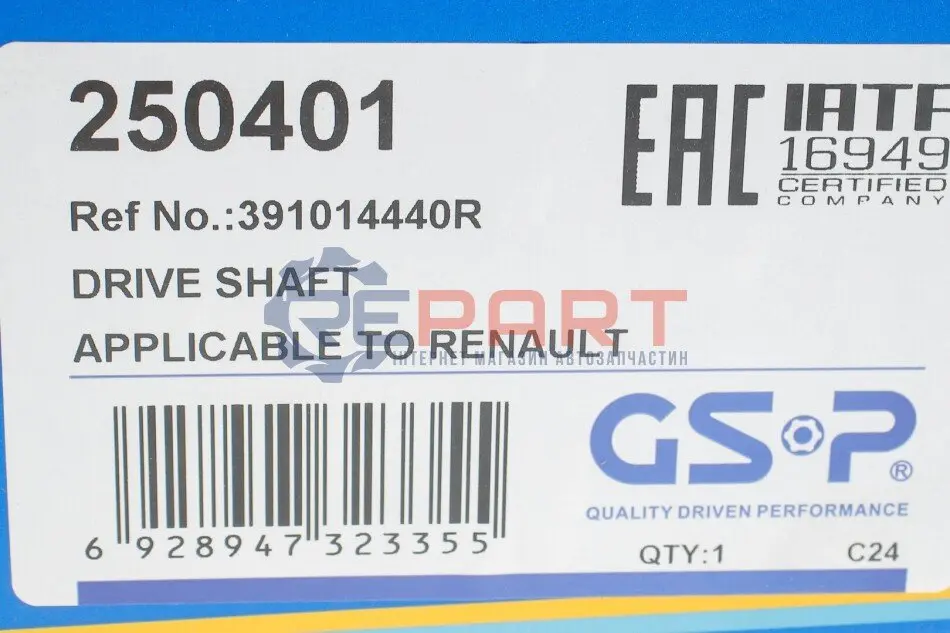 250401
EAC
IATF
16949
CERTIFIED
COMPANY
Ref No.:391014440R
DRIVE SHAFT
APPLICABLE TO RENAULT
REPART
ІНТЕРНЕТ МАГАЗИН АВТОЗАПЧАСТИН
6 928947 323355
GSP®
QUALITY DRIVEN PERFORMANCE
QTY:1 C24